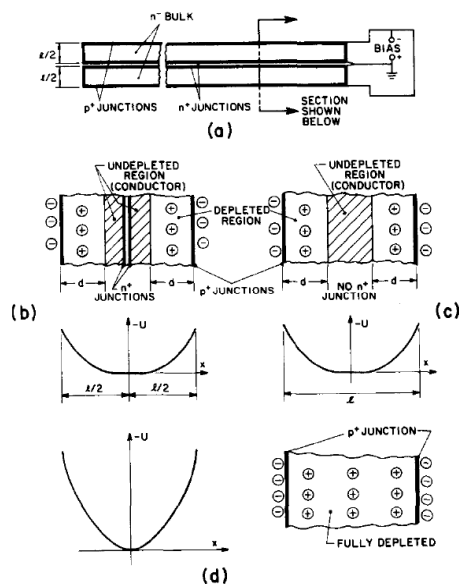 n⁻ BULK
ℓ/2
ℓ/2
BIAS
-
+
p⁺ JUNCTIONS
n⁺ JUNCTIONS
SECTION
SHOWN
BELOW
(a)
UNDEPLETED
REGION
(CONDUCTOR)
DEPLETED
REGION
UNDEPLETED
REGION
(CONDUCTOR)
d
n⁺
JUNCTIONS
d
p⁺ JUNCTIONS
d
NO n⁺
JUNCTION
d
(b)
(c)
-U
x
ℓ/2
ℓ/2
-U
x
ℓ
-U
x
p⁺ JUNCTION
FULLY DEPLETED
(d)